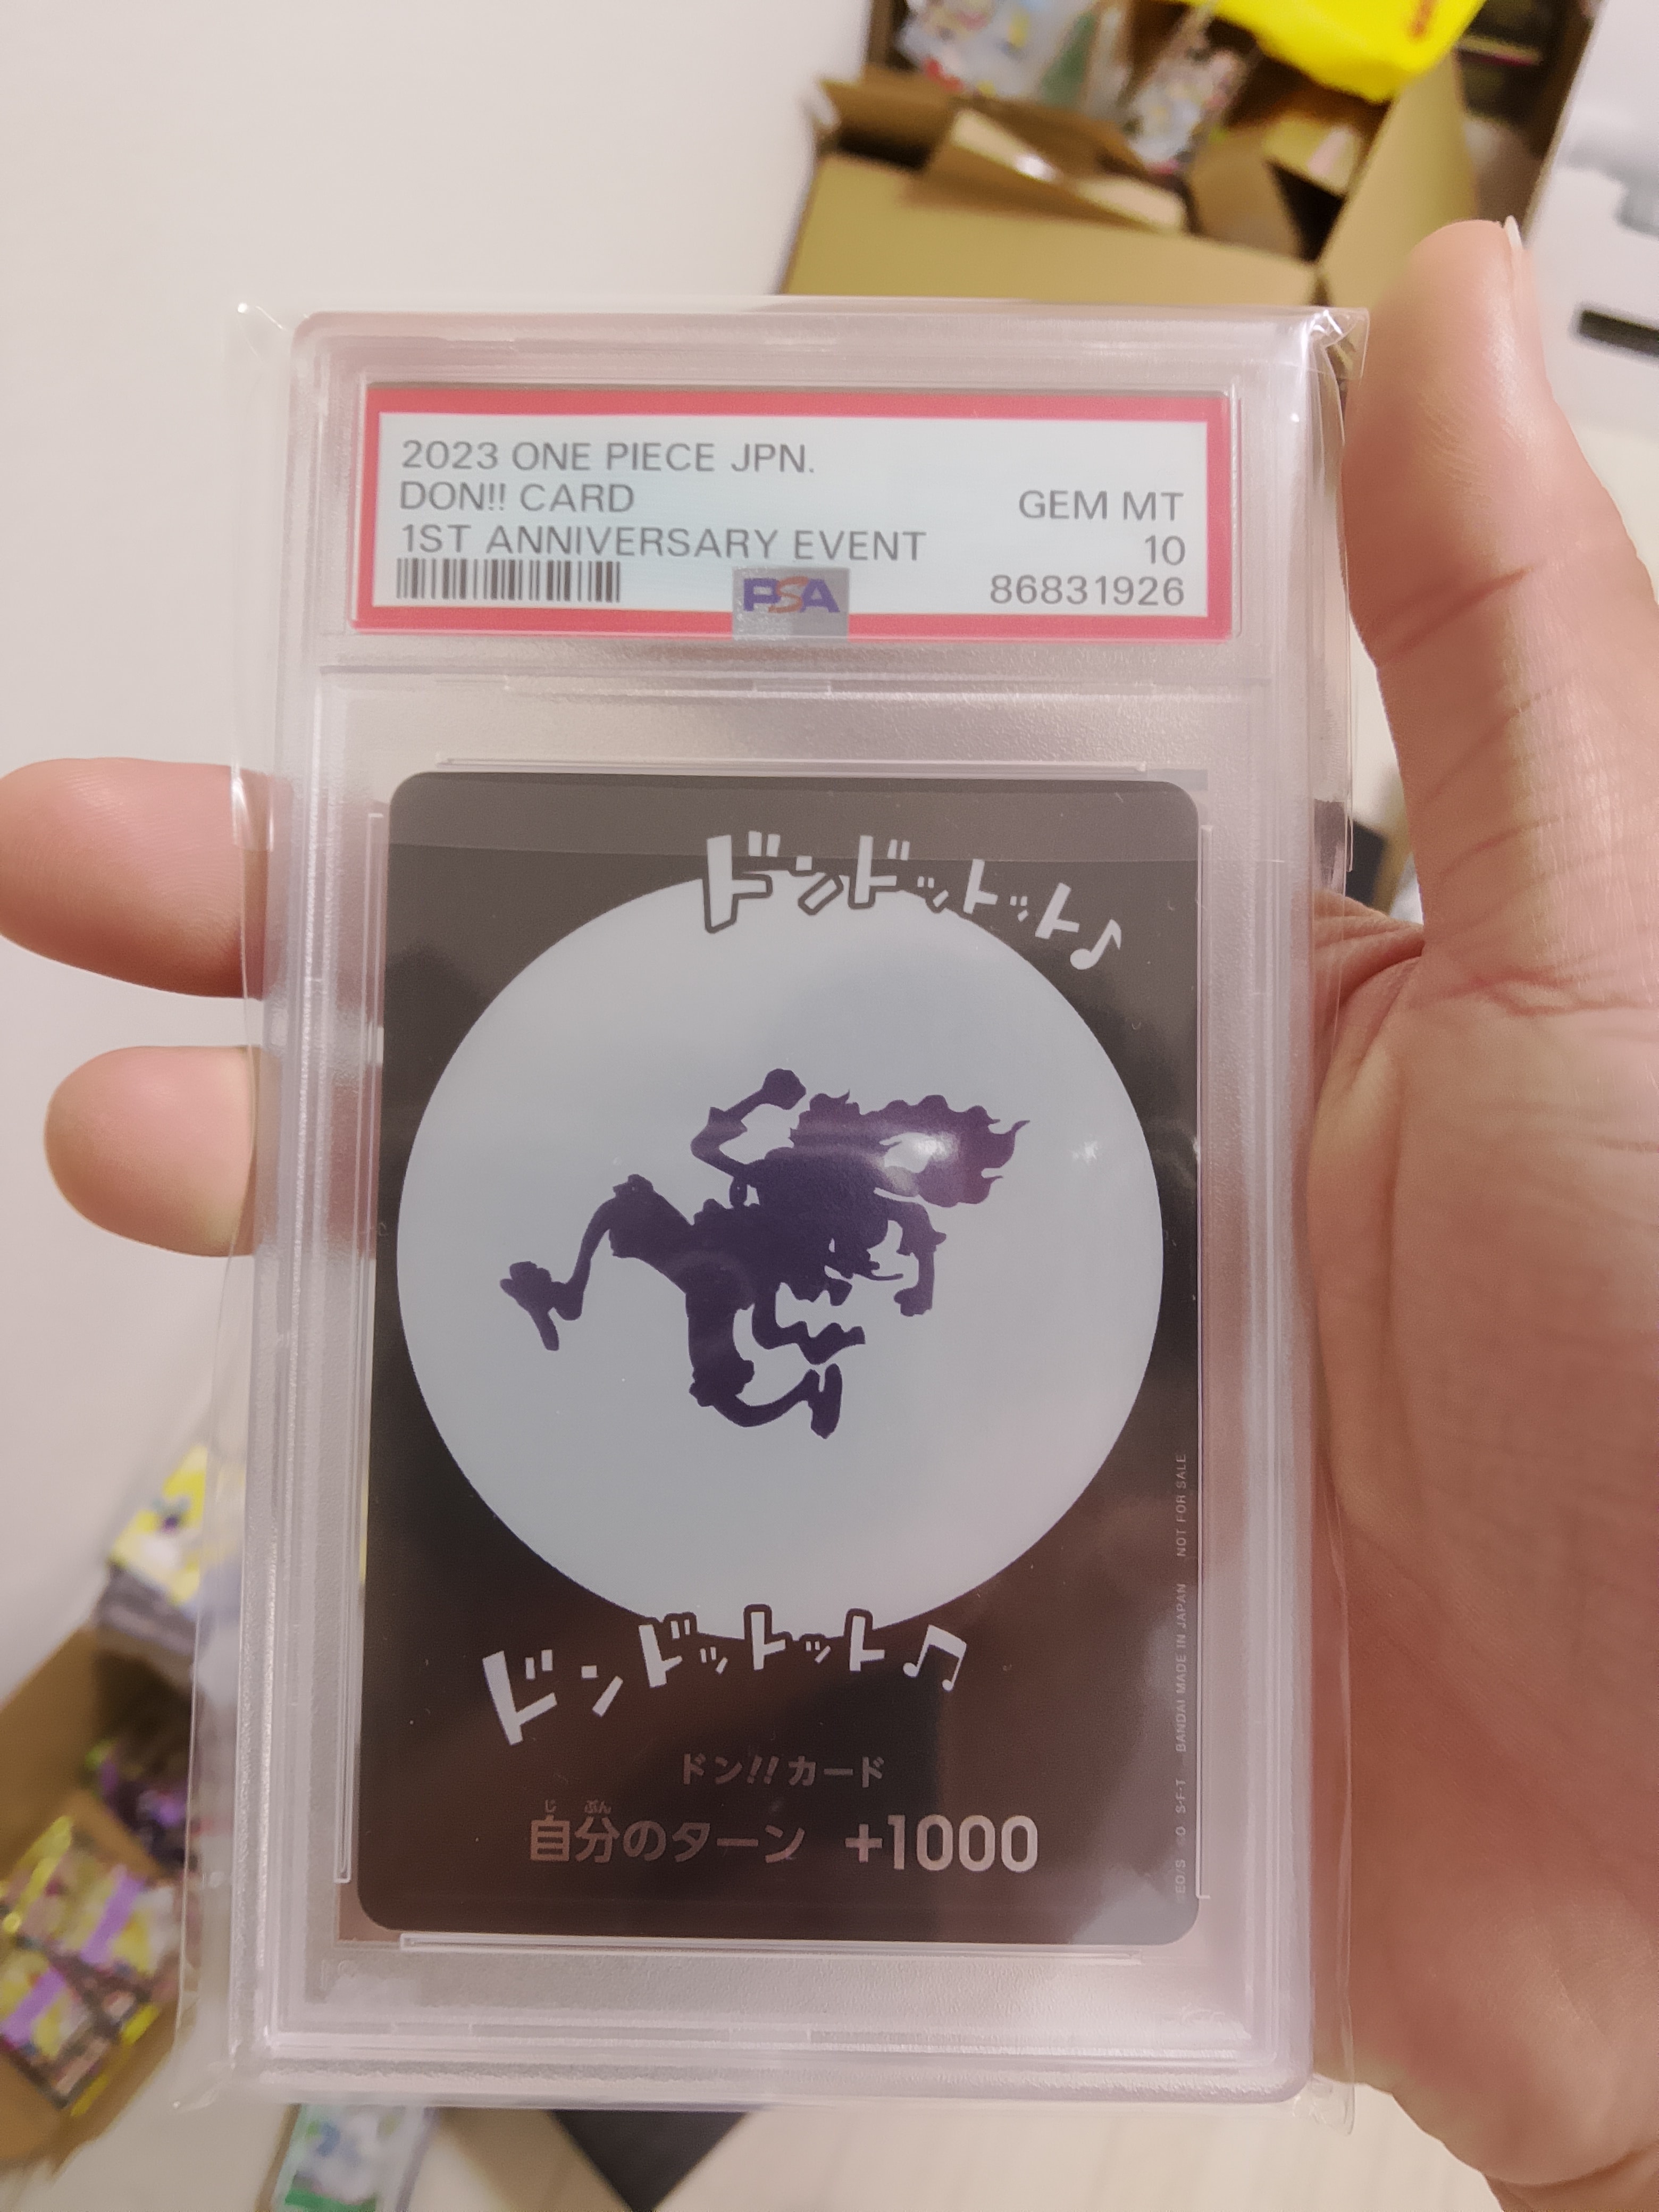 2023 ONE PIECE JPN.
DON!! CARD
1ST ANNIVERSARY EVENT
GEM MT
10
86831926
PSA
ドンドットット♪
ドンドットット♫
ドン!!カード
自分のターン +1000
じ ぶん
BANDAI MADE IN JAPAN NOT FOR SALE